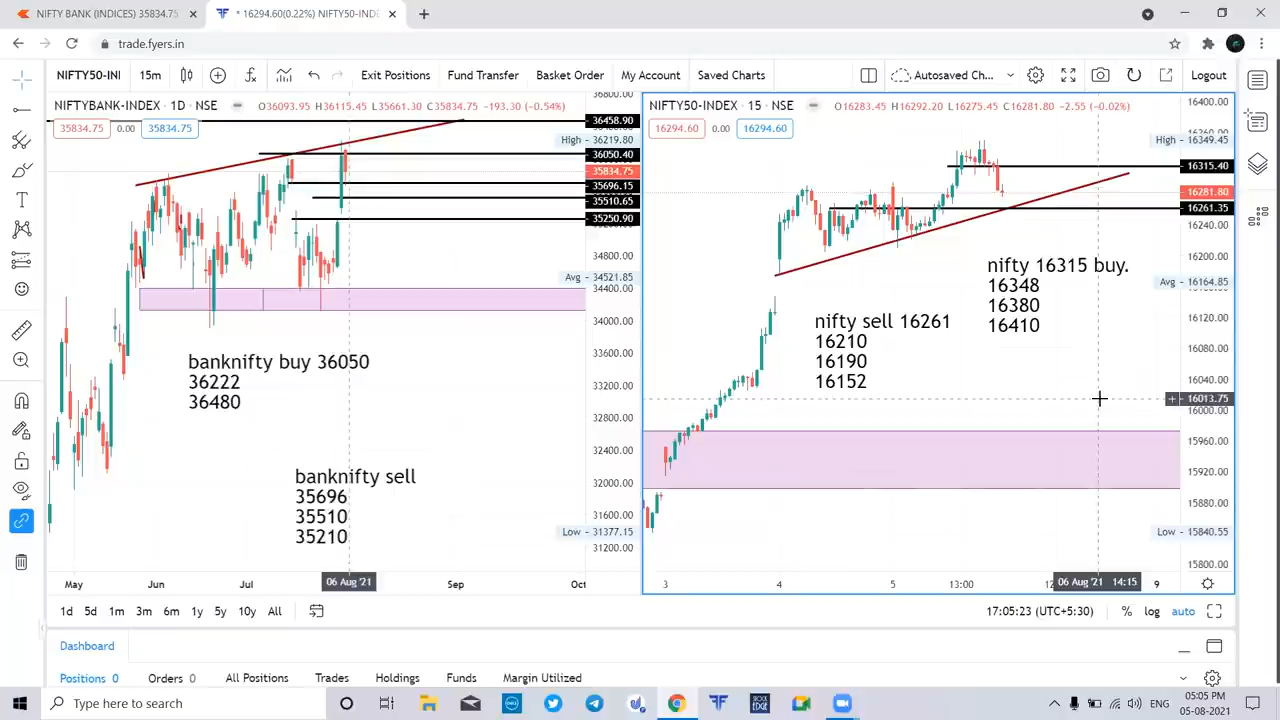 NIFTY BANK (INDICES) 35834.75
* 16294.60(0.22%) NIFTY50-INDE
trade.fyers.in
NIFTY50-INI
15m
Exit Positions
Fund Transfer
Basket Order
My Account
Saved Charts
Autosaved Ch...
Logout
NIFTYBANK-INDEX · 1D · NSE
O36093.95 H36115.45 L35661.30 C35834.75 -193.30 (-0.54%)
35834.75 0.00 35834.75
36800.00
36458.90
High - 36219.80
36050.40
35834.75
35696.15
35510.65
35250.90
34800.00
Avg - 34521.85
34400.00
34000.00
33600.00
33200.00
32800.00
32400.00
32000.00
31600.00
Low - 31377.15
31200.00
banknifty buy 36050
36222
36480
banknifty sell
35696
35510
35210
May Jun Jul 06 Aug '21 Sep Oct
NIFTY50-INDEX · 15 · NSE
O16283.45 H16292.20 L16275.45 C16281.80 -2.55 (-0.02%)
16294.60 0.00 16294.60
16400.00
High - 16349.45
16315.40
16281.80
16261.35
16240.00
16200.00
Avg - 16164.85
16120.00
16080.00
16040.00
16013.75
16000.00
15960.00
15920.00
15880.00
Low - 15840.55
15800.00
nifty 16315 buy.
16348
16380
16410
nifty sell 16261
16210
16190
16152
3 4 5 13:00 06 Aug '21 14:15 9
1d 5d 1m 3m 6m 1y 5y 10y All
17:05:23 (UTC+5:30)
% log auto
Dashboard
Positions 0
Orders 0
All Positions
Trades
Holdings
Funds
Margin Utilized
Type here to search
DELL
STOCK
EDGE
ENG
05:05 PM
05-08-2021